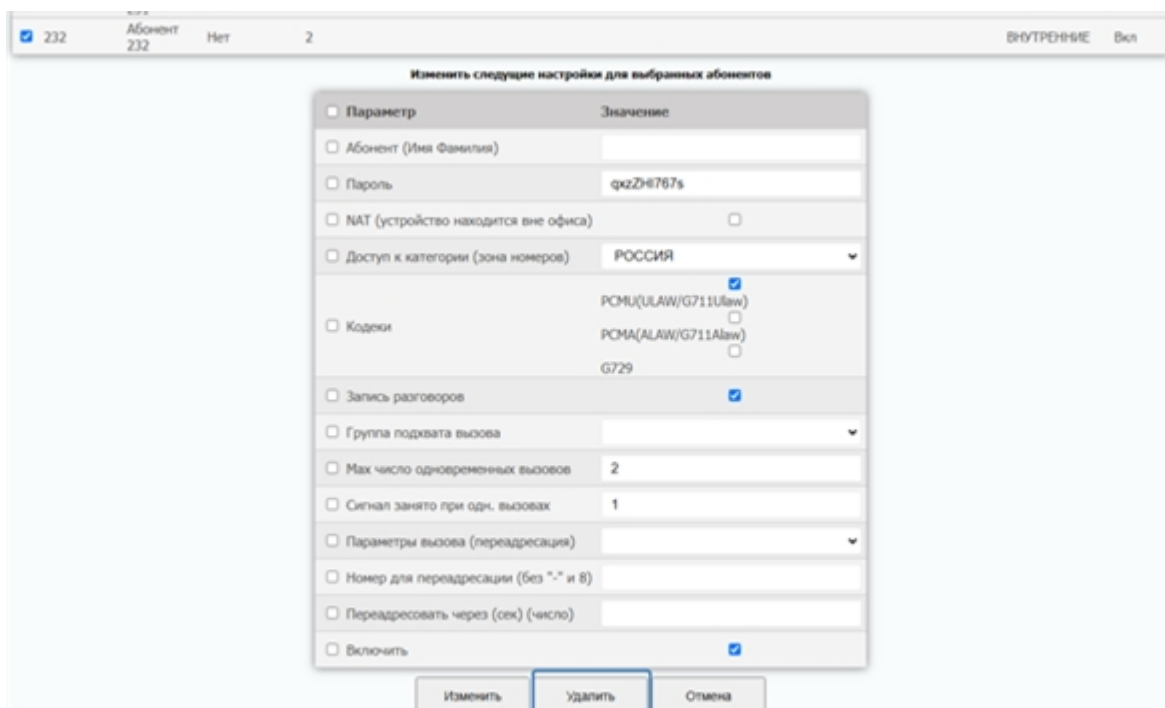 232 Абонент 232 Нет 2 ВНУТРЕННИЕ Вкл
Изменить следущие настройки для выбранных абонентов
Параметр Значение
Абонент (Имя Фамилия)
Пароль qxzZHI767s
NAT (устройство находится вне офиса)
Доступ к категории (зона номеров) РОССИЯ
Кодеки
PCMU(ULAW/G711Ulaw)
PCMA(ALAW/G711Alaw)
G729
Запись разговоров
Группа подхвата вызова
Max число одновременных вызовов 2
Сигнал занято при одн. вызовах 1
Параметры вызова (переадресация)
Номер для переадресации (без "-" и 8)
Переадресовать через (сек) (число)
Включить
Изменить Удалить Отмена